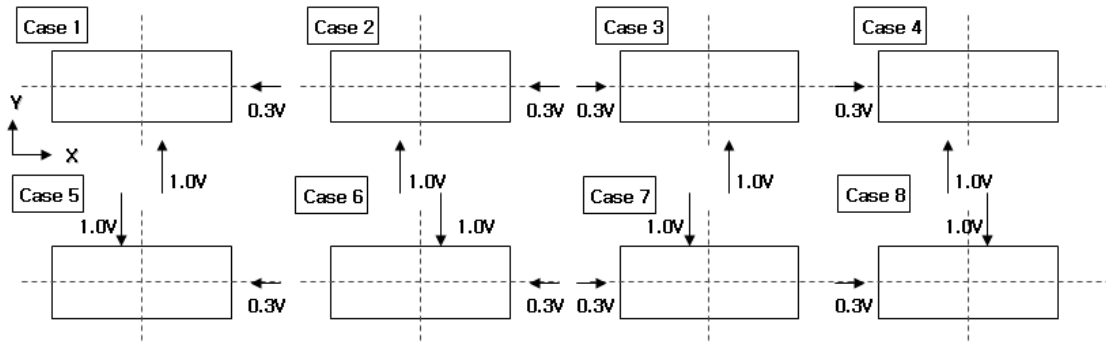 Case 1
Case 2
Case 3
Case 4
0.3V
0.3V
0.3V
0.3V
Y
X
1.0V
1.0V
1.0V
1.0V
Case 5
Case 6
Case 7
Case 8
1.0V
1.0V
1.0V
1.0V
0.3V
0.3V
0.3V
0.3V